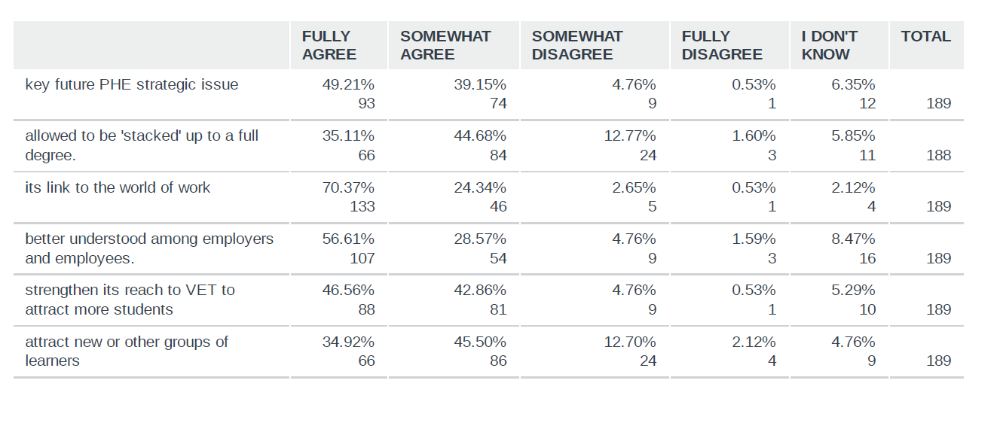 FULLY AGREE SOMEWHAT AGREE SOMEWHAT DISAGREE FULLY DISAGREE I DON'T KNOW TOTAL
key future PHE strategic issue 49.21% 39.15% 4.76% 0.53% 6.35%
93 74 9 1 12 189
allowed to be 'stacked' up to a full 35.11% 44.68% 12.77% 1.60% 5.85%
degree. 66 84 24 3 11 188
its link to the world of work 70.37% 24.34% 2.65% 0.53% 2.12%
133 46 5 1 4 189
better understood among employers 56.61% 28.57% 4.76% 1.59% 8.47%
and employees. 107 54 9 3 16 189
strengthen its reach to VET to 46.56% 42.86% 4.76% 0.53% 5.29%
attract more students 88 81 9 1 10 189
attract new or other groups of 34.92% 45.50% 12.70% 2.12% 4.76%
learners 66 86 24 4 9 189